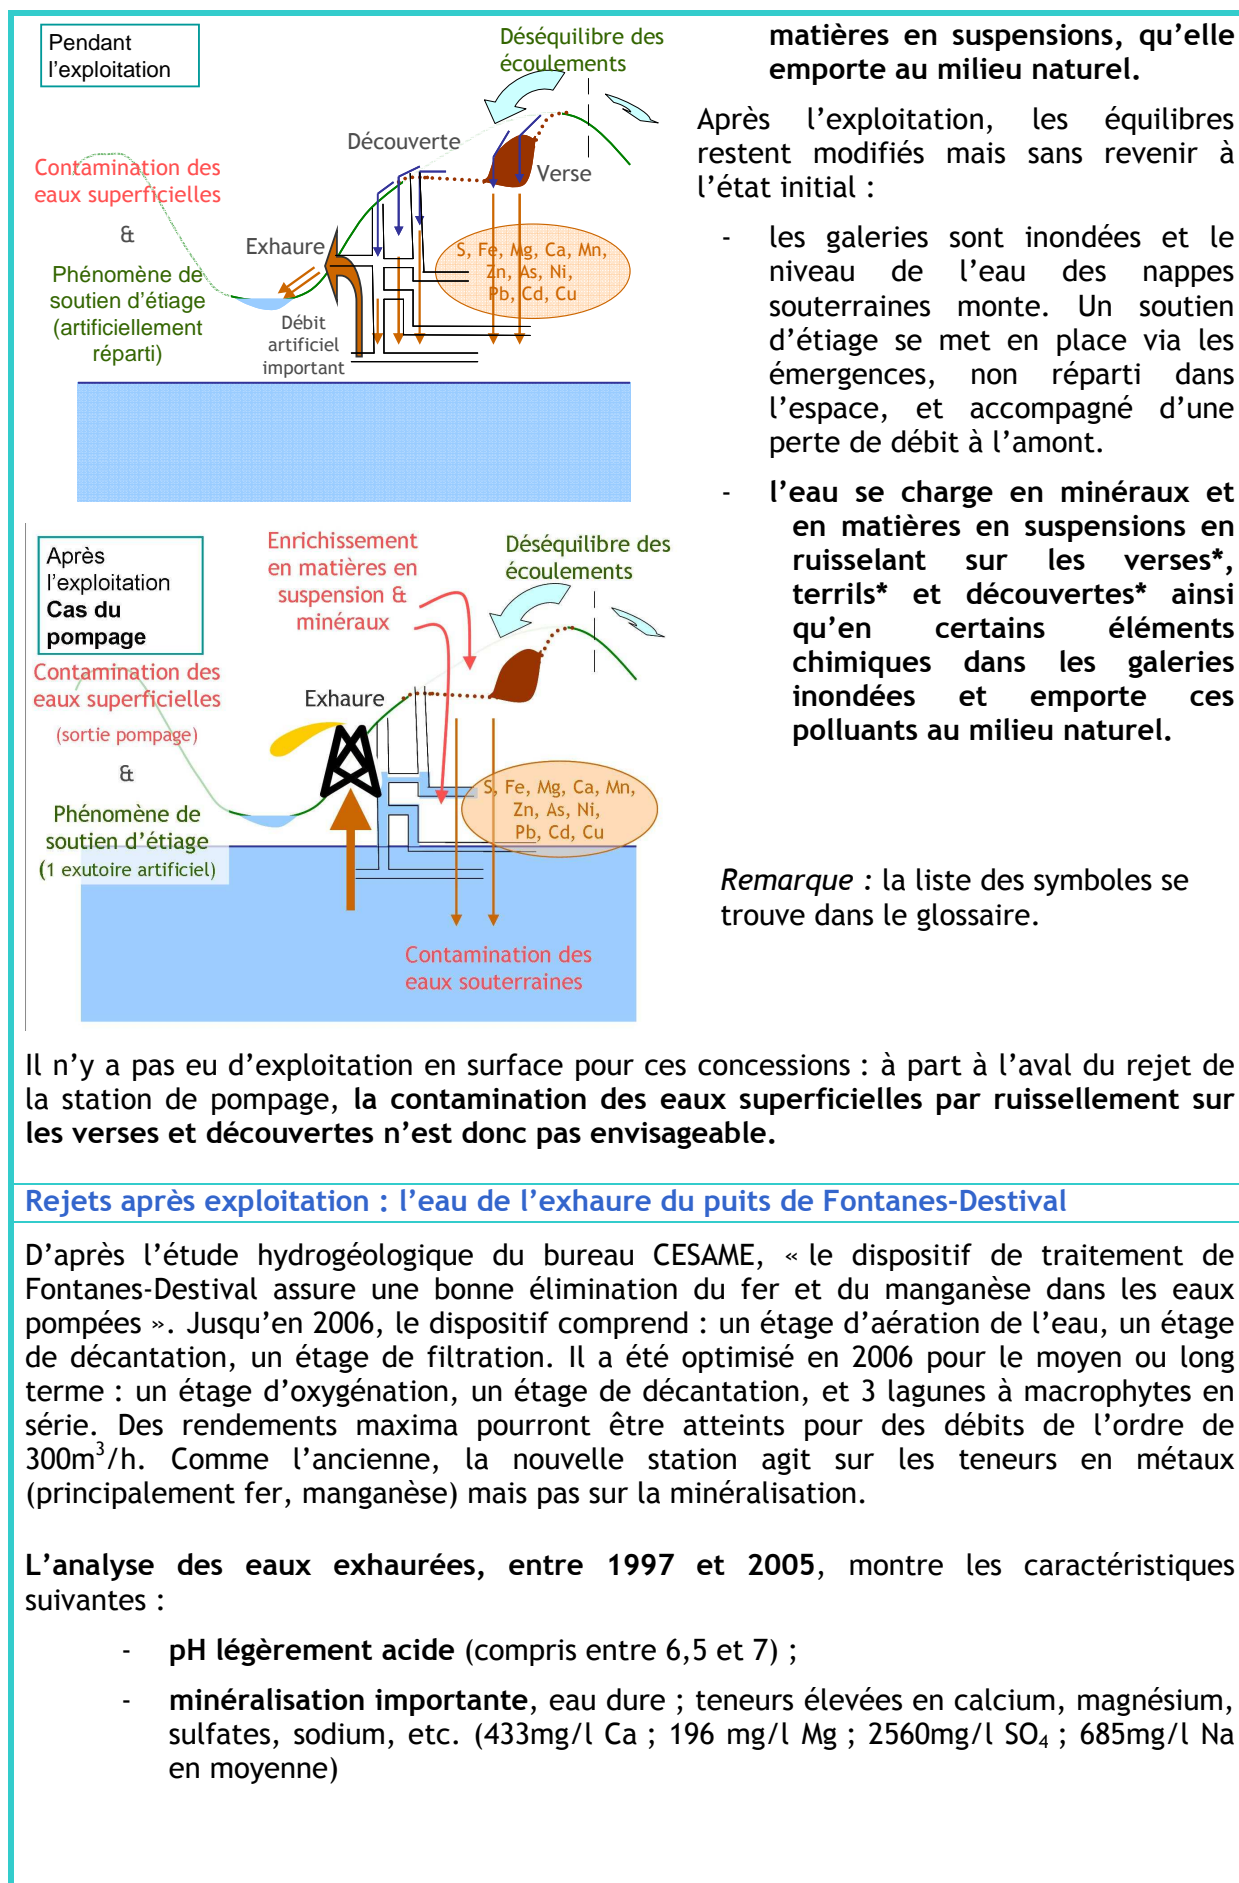 Pendant
l'exploitation
Déséquilibre des
écoulements
Découverte
Verse
Contamination des
eaux superficielles
&
Exhaure
Phénomène de
soutien d'étiage
(artificiellement
réparti)
Débit
artificiel
important
S, Fe, Mg, Ca, Mn,
Zn, As, Ni,
Pb, Cd, Cu
matières en suspensions, qu'elle
emporte au milieu naturel.
Après l'exploitation, les équilibres
restent modifiés mais sans revenir à
l'état initial :
- les galeries sont inondées et le
niveau de l'eau des nappes
souterraines monte. Un soutien
d'étiage se met en place via les
émergences, non réparti dans
l'espace, et accompagné d'une
perte de débit à l'amont.
- l'eau se charge en minéraux et
en matières en suspensions en
ruisselant sur les verses*,
terrils* et découvertes* ainsi
qu'en certains éléments
chimiques dans les galeries
inondées et emporte ces
polluants au milieu naturel.
Après
l'exploitation
Cas du
pompage
Enrichissement
en matières en
suspension &
minéraux
Déséquilibre des
écoulements
Contamination des
eaux superficielles
(sortie pompage)
&
Exhaure
Phénomène de
soutien d'étiage
(1 exutoire artificiel)
S, Fe, Mg, Ca, Mn,
Zn, As, Ni,
Pb, Cd, Cu
Contamination des
eaux souterraines
Remarque : la liste des symboles se
trouve dans le glossaire.
Il n'y a pas eu d'exploitation en surface pour ces concessions : à part à l'aval du rejet de
la station de pompage, la contamination des eaux superficielles par ruissellement sur
les verses et découvertes n'est donc pas envisageable.
Rejets après exploitation : l'eau de l'exhaure du puits de Fontanes-Destival
D'après l'étude hydrogéologique du bureau CESAME, « le dispositif de traitement de
Fontanes-Destival assure une bonne élimination du fer et du manganèse dans les eaux
pompées ». Jusqu'en 2006, le dispositif comprend : un étage d'aération de l'eau, un étage
de décantation, un étage de filtration. Il a été optimisé en 2006 pour le moyen ou long
terme : un étage d'oxygénation, un étage de décantation, et 3 lagunes à macrophytes en
série. Des rendements maxima pourront être atteints pour des débits de l'ordre de
300m³/h. Comme l'ancienne, la nouvelle station agit sur les teneurs en métaux
(principalement fer, manganèse) mais pas sur la minéralisation.
L'analyse des eaux exhaurées, entre 1997 et 2005, montre les caractéristiques
suivantes :
- pH légèrement acide (compris entre 6,5 et 7) ;
- minéralisation importante, eau dure ; teneurs élevées en calcium, magnésium,
sulfates, sodium, etc. (433mg/l Ca ; 196 mg/l Mg ; 2560mg/l SO₄ ; 685mg/l Na
en moyenne)